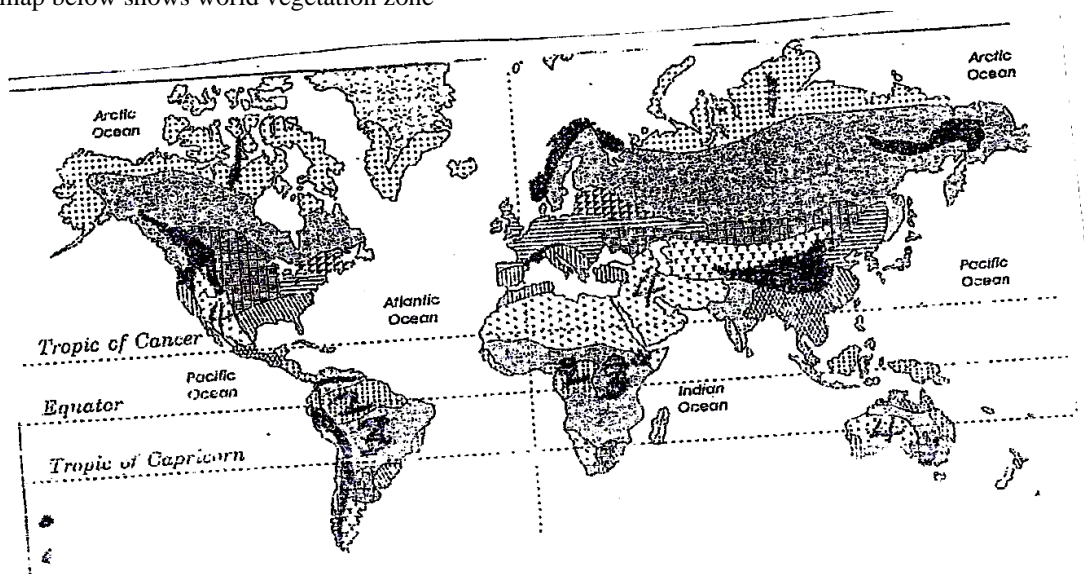 map below shows world vegetation zone
0°
Arctic
Ocean
Arctic
Ocean
Pacific
Ocean
Atlantic
Ocean
Tropic of Cancer
Pacific
Ocean
Indian
Ocean
Equator
Tropic of Capricorn